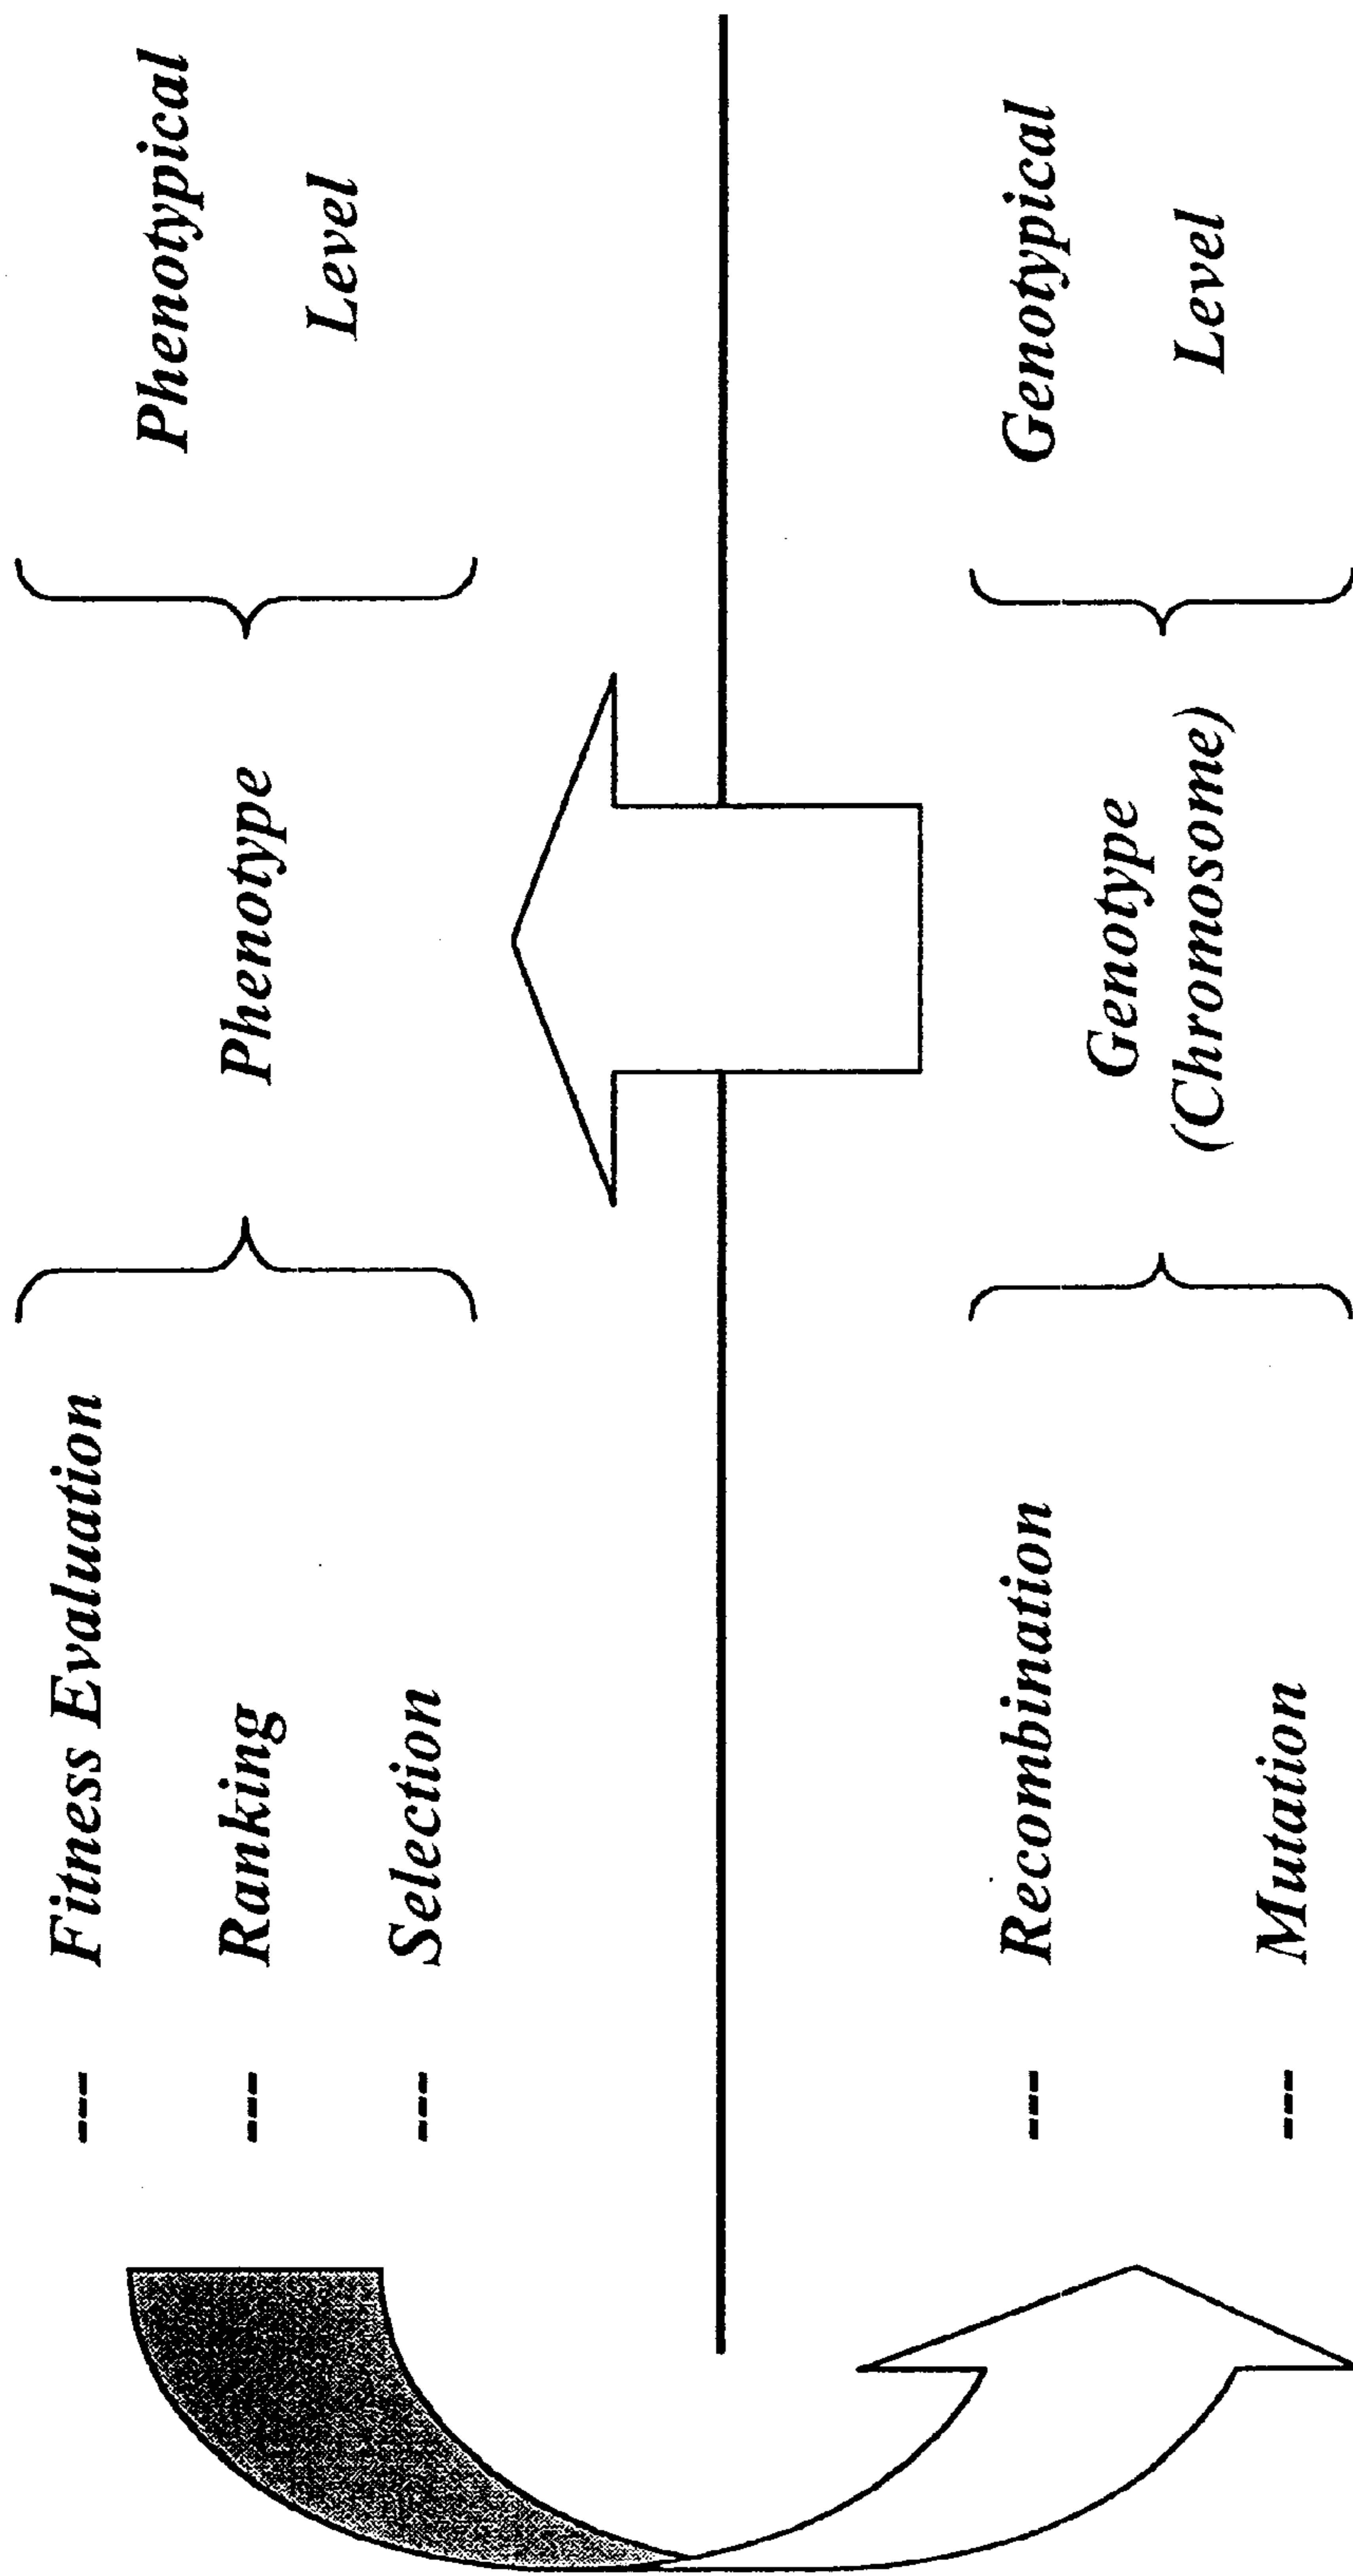 --- Fitness Evaluation
--- Ranking
--- Selection
Phenotype
Phenotypical
Level
--- Recombination
--- Mutation
Genotype
(Chromosome)
Genotypical
Level